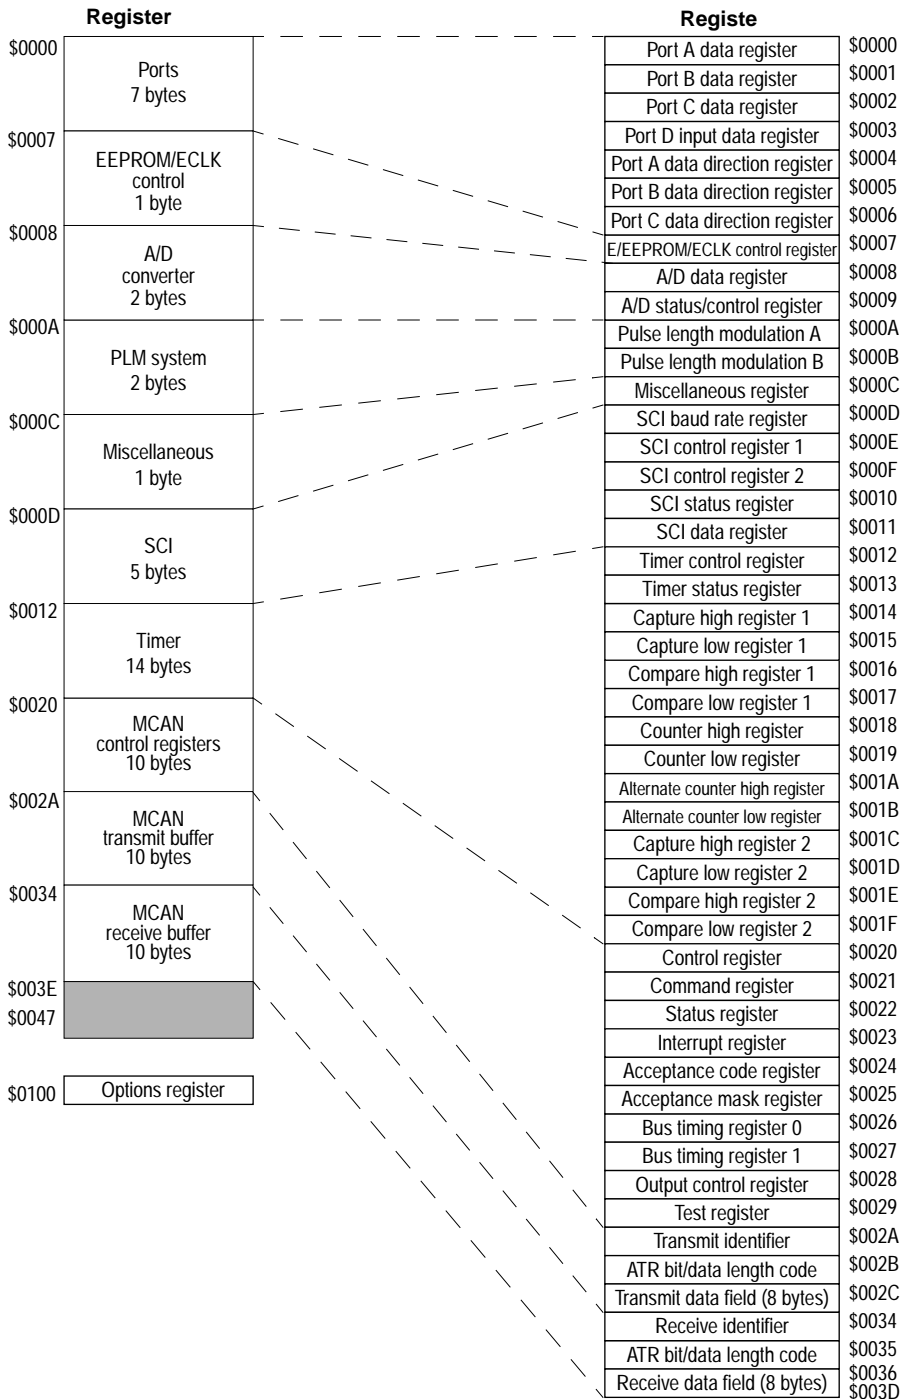 Register
$0000
Ports
7 bytes
$0007
EEPROM/ECLK
control
1 byte
$0008
A/D
converter
2 bytes
$000A
PLM system
2 bytes
$000C
Miscellaneous
1 byte
$000D
SCI
5 bytes
$0012
Timer
14 bytes
$0020
MCAN
control registers
10 bytes
$002A
MCAN
transmit buffer
10 bytes
$0034
MCAN
receive buffer
10 bytes
$003E
$0047
$0100 Options register
Registe
Port A data register $0000
Port B data register $0001
Port C data register $0002
Port D input data register $0003
Port A data direction register $0004
Port B data direction register $0005
Port C data direction register $0006
E/EEPROM/ECLK control register $0007
A/D data register $0008
A/D status/control register $0009
Pulse length modulation A $000A
Pulse length modulation B $000B
Miscellaneous register $000C
SCI baud rate register $000D
SCI control register 1 $000E
SCI control register 2 $000F
SCI status register $0010
SCI data register $0011
Timer control register $0012
Timer status register $0013
Capture high register 1 $0014
Capture low register 1 $0015
Compare high register 1 $0016
Compare low register 1 $0017
Counter high register $0018
Counter low register $0019
Alternate counter high register $001A
Alternate counter low register $001B
Capture high register 2 $001C
Capture low register 2 $001D
Compare high register 2 $001E
Compare low register 2 $001F
Control register $0020
Command register $0021
Status register $0022
Interrupt register $0023
Acceptance code register $0024
Acceptance mask register $0025
Bus timing register 0 $0026
Bus timing register 1 $0027
Output control register $0028
Test register $0029
Transmit identifier $002A
ATR bit/data length code $002B
Transmit data field (8 bytes) $002C
Receive identifier $0034
ATR bit/data length code $0035
Receive data field (8 bytes) $0036
$003D